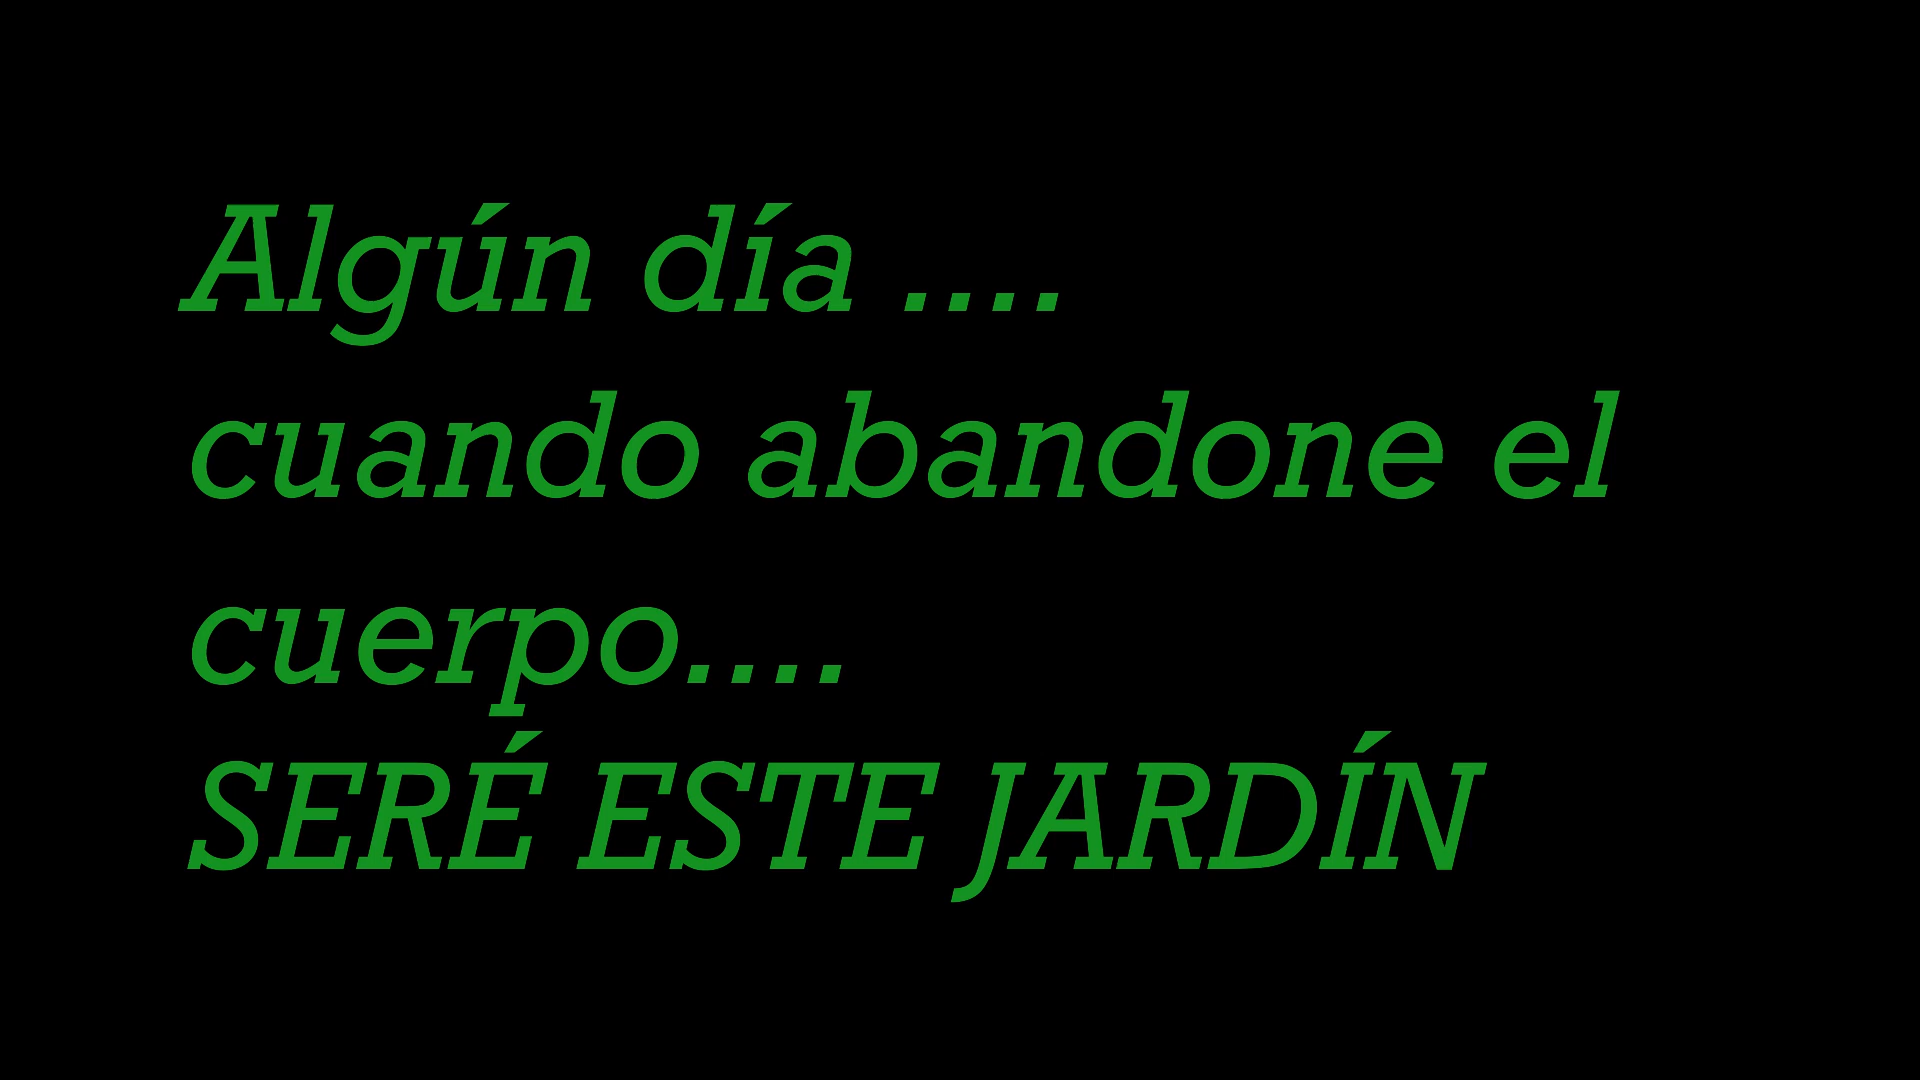 Algún día ....
cuando abandone el
cuerpo....
SERÉ ESTE JARDÍN